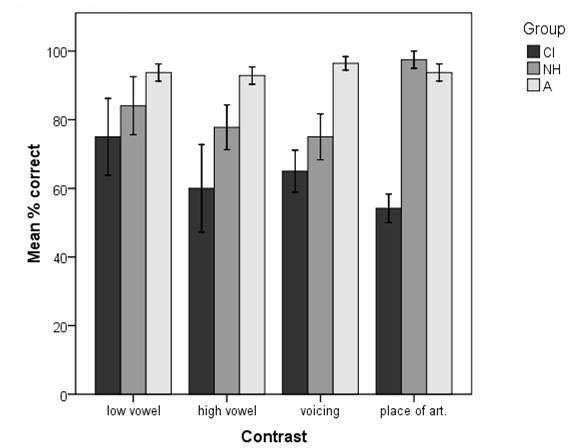 Group
CI
NH
A
Mean % correct
100
80
60
40
20
0
low vowel high vowel voicing place of art.
Contrast